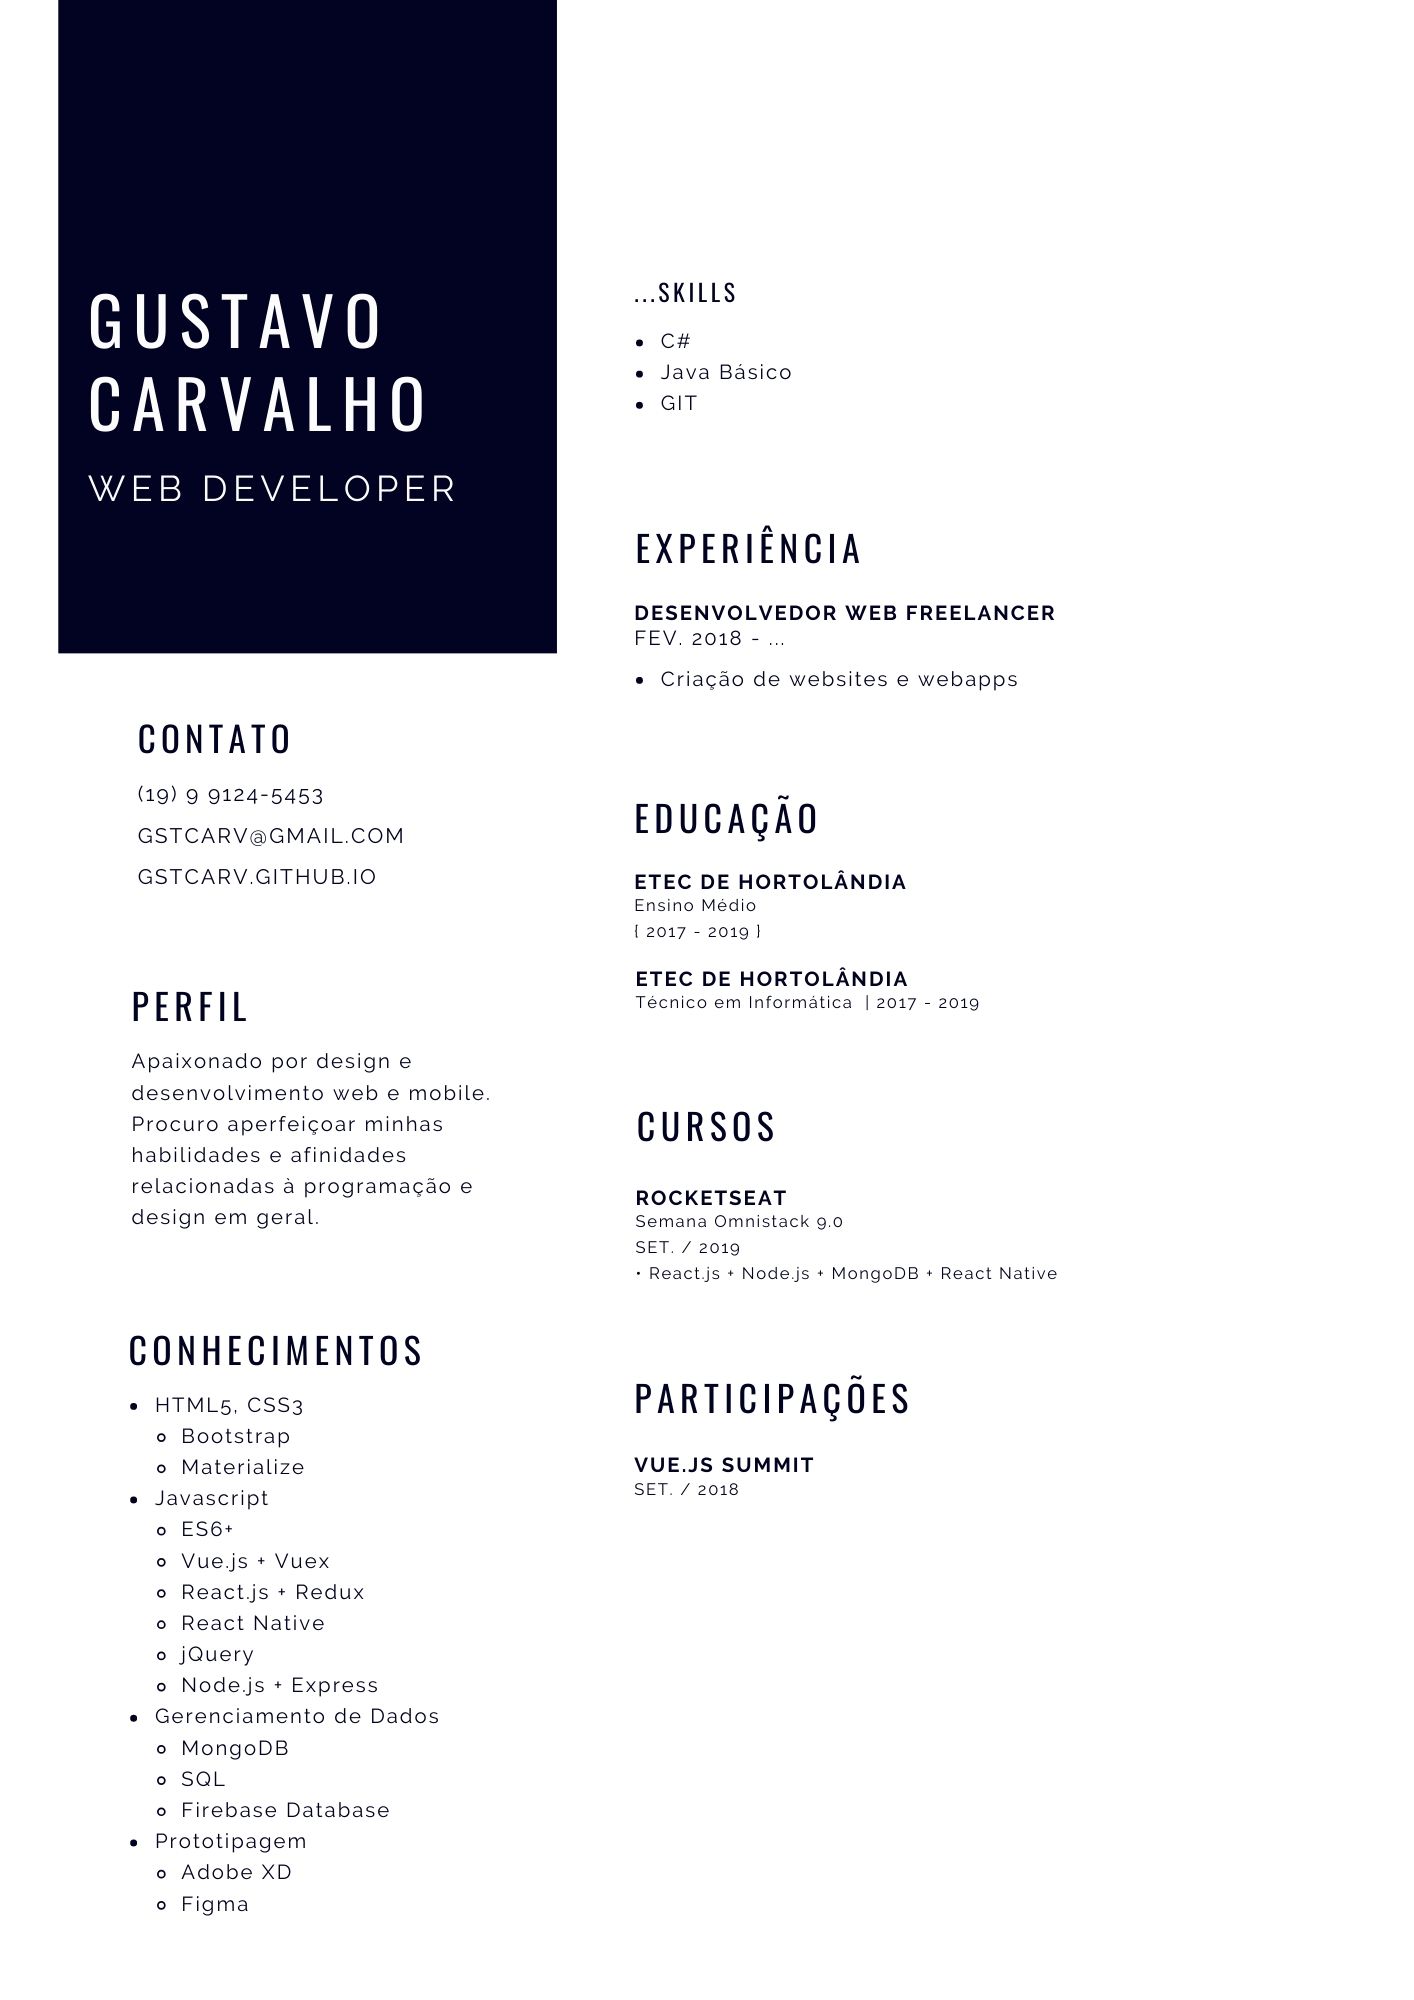 GUSTAVO
CARVALHO
WEB DEVELOPER
CONTATO
(19) 9 9124-5453
GSTCARV@GMAIL.COM
GSTCARV.GITHUB.IO
PERFIL
Apaixonado por design e
desenvolvimento web e mobile.
Procuro aperfeiçoar minhas
habilidades e afinidades
relacionadas à programação e
design em geral.
CONHECIMENTOS
• HTML5, CSS3
◦ Bootstrap
◦ Materialize
• Javascript
◦ ES6+
◦ Vue.js + Vuex
◦ React.js + Redux
◦ React Native
◦ jQuery
◦ Node.js + Express
• Gerenciamento de Dados
◦ MongoDB
◦ SQL
◦ Firebase Database
• Prototipagem
◦ Adobe XD
◦ Figma
...SKILLS
• C#
• Java Básico
• GIT
EXPERIÊNCIA
DESENVOLVEDOR WEB FREELANCER
FEV. 2018 - ...
• Criação de websites e webapps
EDUCAÇÃO
ETEC DE HORTOLÂNDIA
Ensino Médio
{ 2017 - 2019 }
ETEC DE HORTOLÂNDIA
Técnico em Informática | 2017 - 2019
CURSOS
ROCKETSEAT
Semana Omnistack 9.0
SET. / 2019
• React.js + Node.js + MongoDB + React Native
PARTICIPAÇÕES
VUE.JS SUMMIT
SET. / 2018